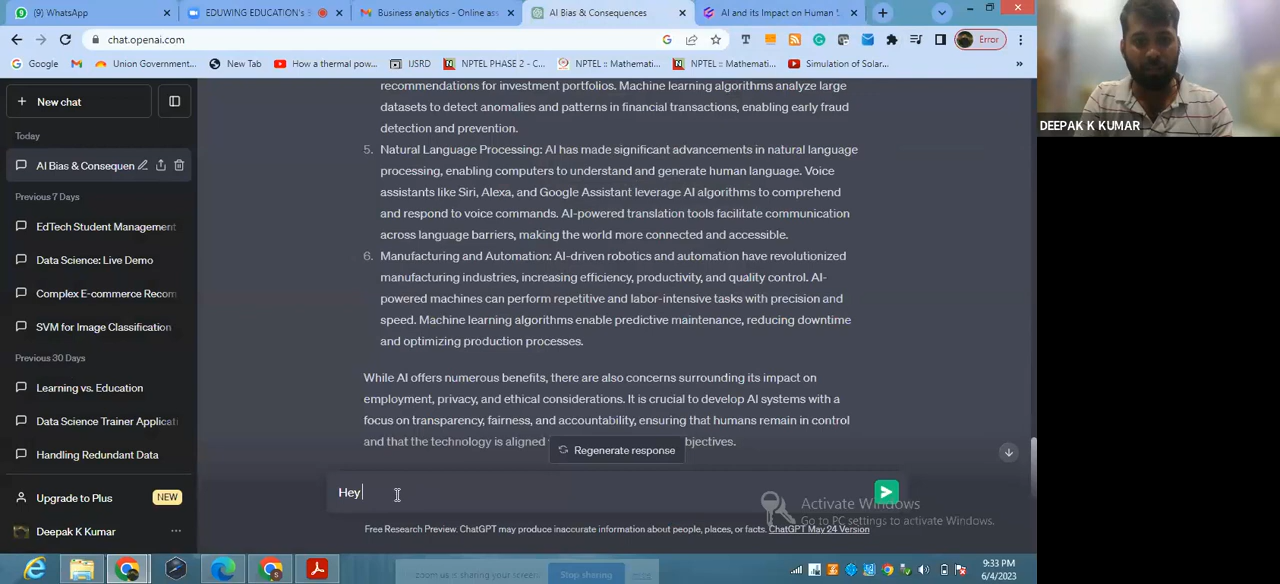 (9) WhatsApp
EDUWING EDUCATION's
Business analytics - Online as
AI Bias & Consequences
AI and its Impact on Human
chat.openai.com
Error
Google
Union Government...
New Tab
How a thermal power...
IJSRD
NPTEL PHASE 2 - C...
NPTEL :: Mathemati...
NPTEL :: Mathemati...
Simulation of Solar...
»
DEEPAK K KUMAR
+ New chat
Today
AI Bias & Consequen
Previous 7 Days
EdTech Student Management
Data Science: Live Demo
Complex E-commerce Recom
SVM for Image Classification
Previous 30 Days
Learning vs. Education
Data Science Trainer Applicati
Handling Redundant Data
Upgrade to Plus
NEW
Deepak K Kumar
...
recommendations for investment portfolios. Machine learning algorithms analyze large
datasets to detect anomalies and patterns in financial transactions, enabling early fraud
detection and prevention.
5. Natural Language Processing: AI has made significant advancements in natural language
processing, enabling computers to understand and generate human language. Voice
assistants like Siri, Alexa, and Google Assistant leverage AI algorithms to comprehend
and respond to voice commands. AI-powered translation tools facilitate communication
across language barriers, making the world more connected and accessible.
6. Manufacturing and Automation: AI-driven robotics and automation have revolutionized
manufacturing industries, increasing efficiency, productivity, and quality control. AI-
powered machines can perform repetitive and labor-intensive tasks with precision and
speed. Machine learning algorithms enable predictive maintenance, reducing downtime
and optimizing production processes.
While AI offers numerous benefits, there are also concerns surrounding its impact on
employment, privacy, and ethical considerations. It is crucial to develop AI systems with a
focus on transparency, fairness, and accountability, ensuring that humans remain in control
and that the technology is aligned
bjectives.
Regenerate response
Hey
Activate Windows
Go to PC settings to activate Windows.
Free Research Preview. ChatGPT may produce inaccurate information about people, places, or facts. ChatGPT May 24 Version
zoom.us is sharing your screen.
Stop sharing
Hide
9:33 PM
6/4/2023